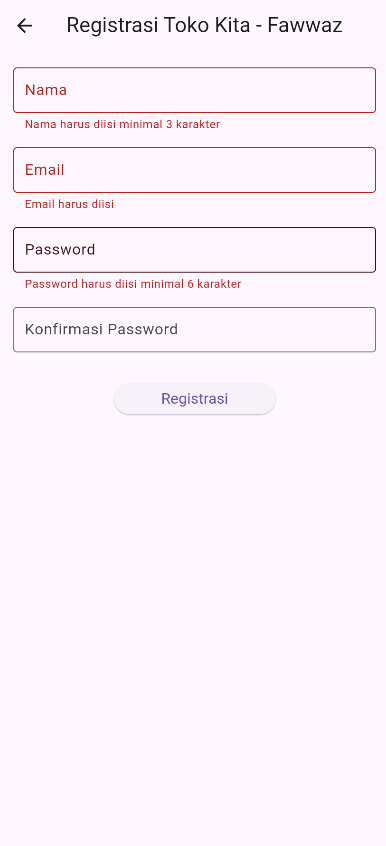 Registrasi Toko Kita - Fawwaz
Nama
Nama harus diisi minimal 3 karakter
Email
Email harus diisi
Password
Password harus diisi minimal 6 karakter
Konfirmasi Password
Registrasi